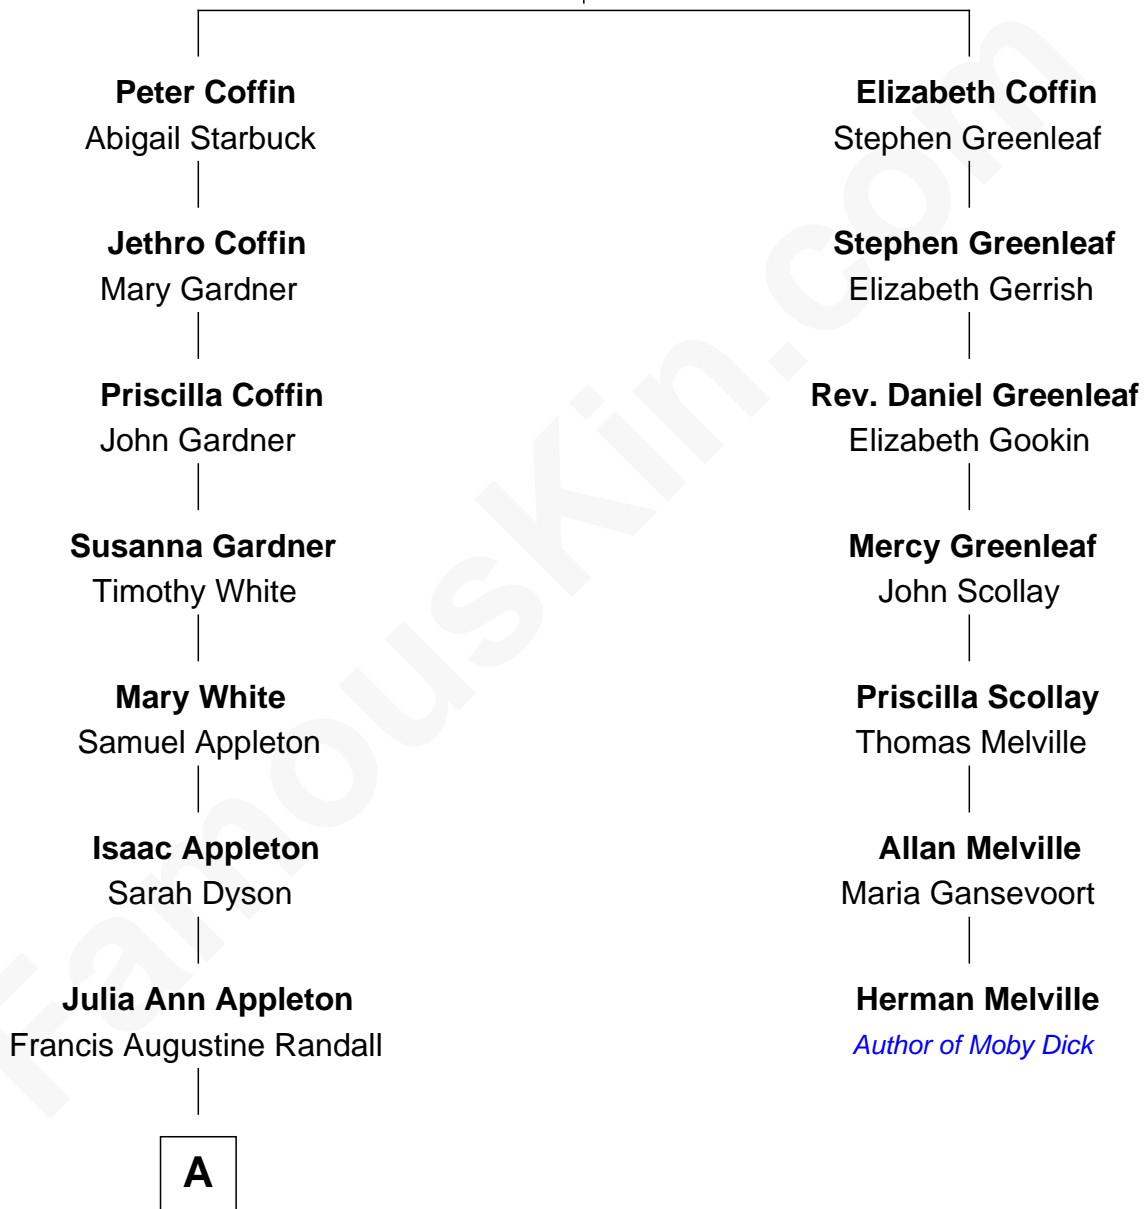 Peter Coffin
Abigail Starbuck
Jethro Coffin
Mary Gardner
Priscilla Coffin
John Gardner
Susanna Gardner
Timothy White
Mary White
Samuel Appleton
Isaac Appleton
Sarah Dyson
Julia Ann Appleton
Francis Augustine Randall
A
Elizabeth Coffin
Stephen Greenleaf
Stephen Greenleaf
Elizabeth Gerrish
Rev. Daniel Greenleaf
Elizabeth Gookin
Mercy Greenleaf
John Scollay
Priscilla Scollay
Thomas Melville
Allan Melville
Maria Gansevoort
Herman Melville
Author of Moby Dick
FamousKin.com